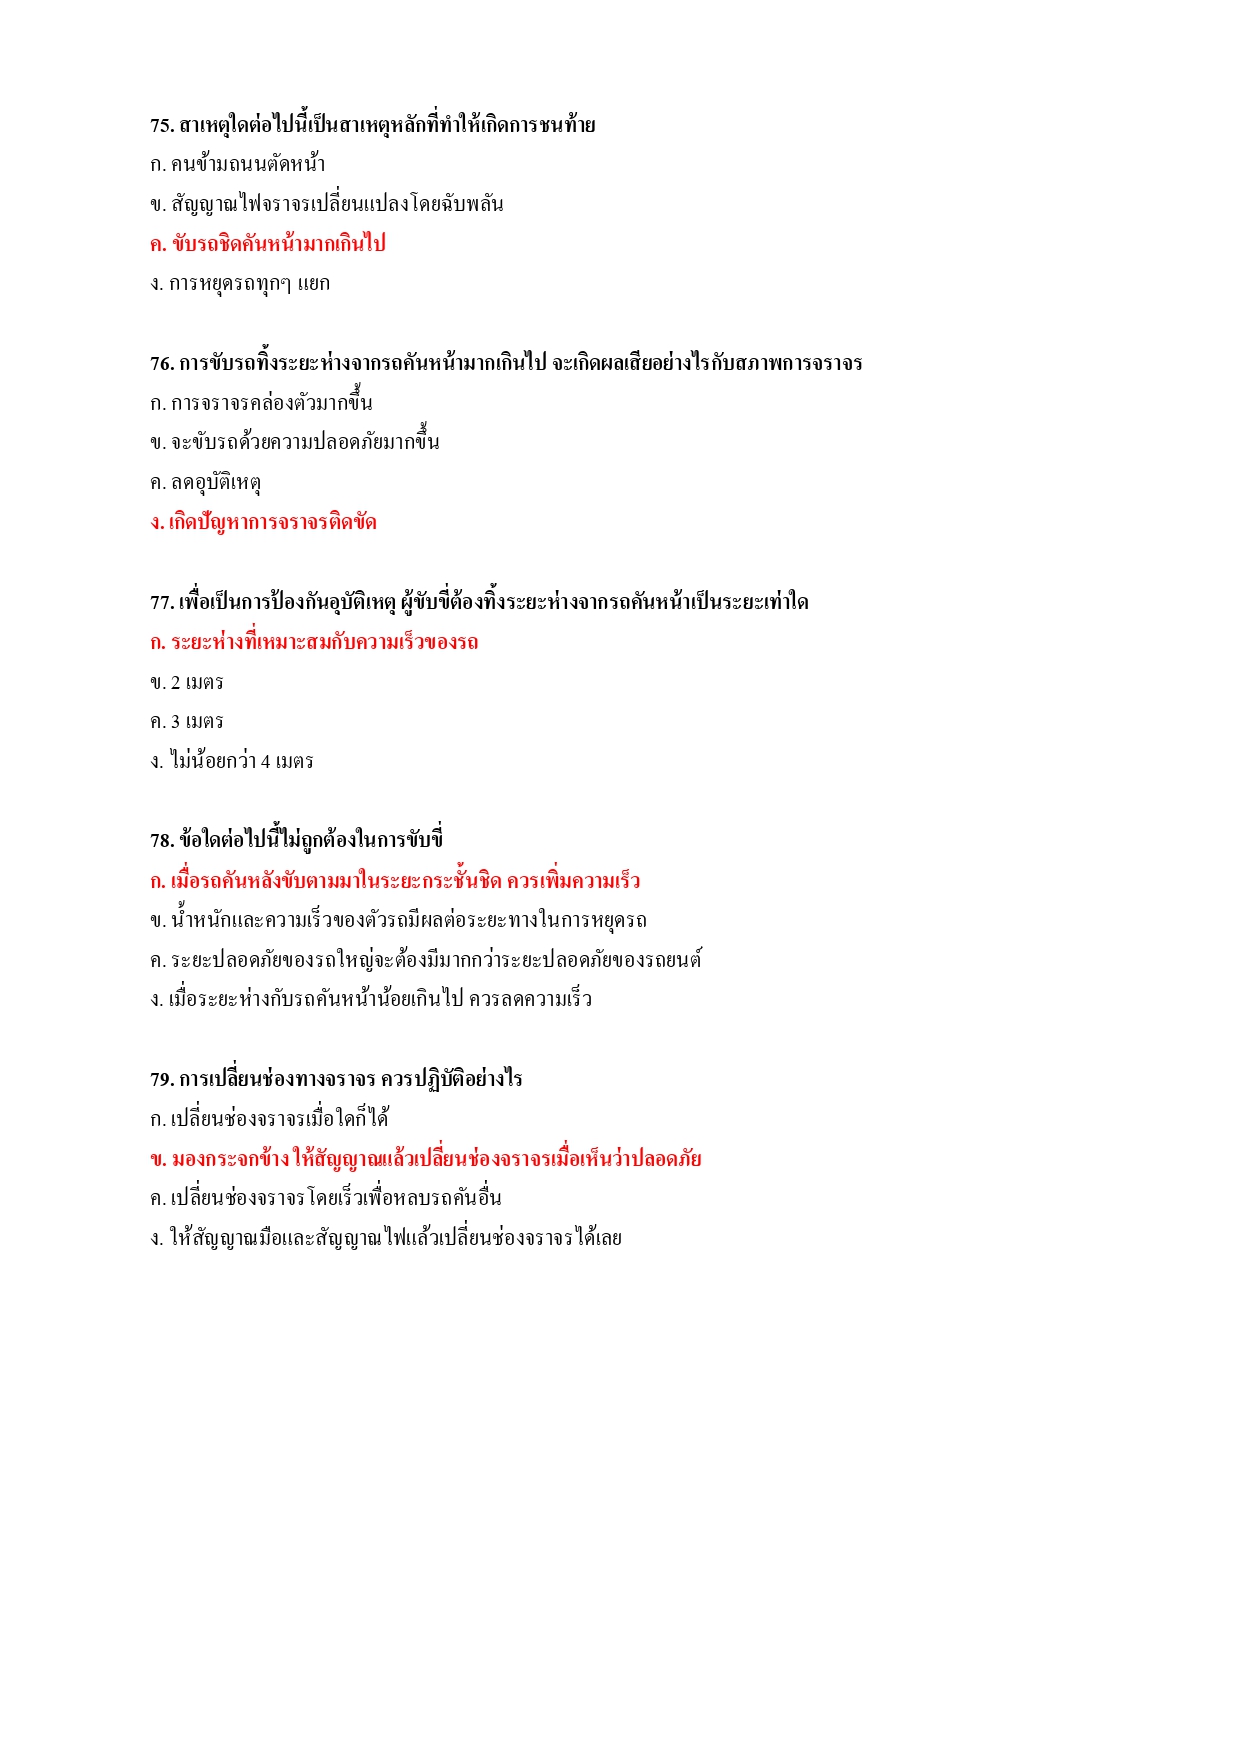 75. สาเหตุใดต่อไปนี้เป็นสาเหตุหลักที่ทำให้เกิดการชนท้าย
ก. คนข้ามถนนตัดหน้า
ข. สัญญาณไฟจราจรเปลี่ยนแปลงโดยฉับพลัน
ค. ขับรถชิดคันหน้ามากเกินไป
ง. การหยุดรถทุกๆ แยก
76. การขับรถทิ้งระยะห่างจากรถคันหน้ามากเกินไป จะเกิดผลเสียอย่างไรกับสภาพการจราจร
ก. การจราจรคล่องตัวมากขึ้น
ข. จะขับรถด้วยความปลอดภัยมากขึ้น
ค. ลดอุบัติเหตุ
ง. เกิดปัญหาการจราจรติดขัด
77. เพื่อเป็นการป้องกันอุบัติเหตุ ผู้ขับขี่ต้องทิ้งระยะห่างจากรถคันหน้าเป็นระยะเท่าใด
ก. ระยะห่างที่เหมาะสมกับความเร็วของรถ
ข. 2 เมตร
ค. 3 เมตร
ง. ไม่น้อยกว่า 4 เมตร
78. ข้อใดต่อไปนี้ไม่ถูกต้องในการขับขี่
ก. เมื่อรถคันหลังขับตามมาในระยะกระชั้นชิด ควรเพิ่มความเร็ว
ข. น้ำหนักและความเร็วของตัวรถมีผลต่อระยะทางในการหยุดรถ
ค. ระยะปลอดภัยของรถใหญ่จะต้องมีมากกว่าระยะปลอดภัยของรถยนต์
ง. เมื่อระยะห่างกับรถคันหน้าน้อยเกินไป ควรลดความเร็ว
79. การเปลี่ยนช่องทางจราจร ควรปฏิบัติอย่างไร
ก. เปลี่ยนช่องจราจรเมื่อใดก็ได้
ข. มองกระจกข้าง ให้สัญญาณแล้วเปลี่ยนช่องจราจรเมื่อเห็นว่าปลอดภัย
ค. เปลี่ยนช่องจราจรโดยเร็วเพื่อหลบรถคันอื่น
ง. ให้สัญญาณมือและสัญญาณไฟแล้วเปลี่ยนช่องจราจรได้เลย